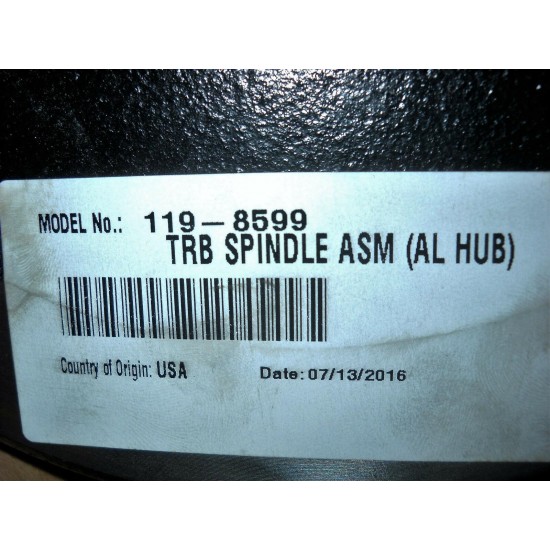 MODEL No.: 119-8599
TRB SPINDLE ASM (AL HUB)
Country of Origin: USA Date: 07/13/2016